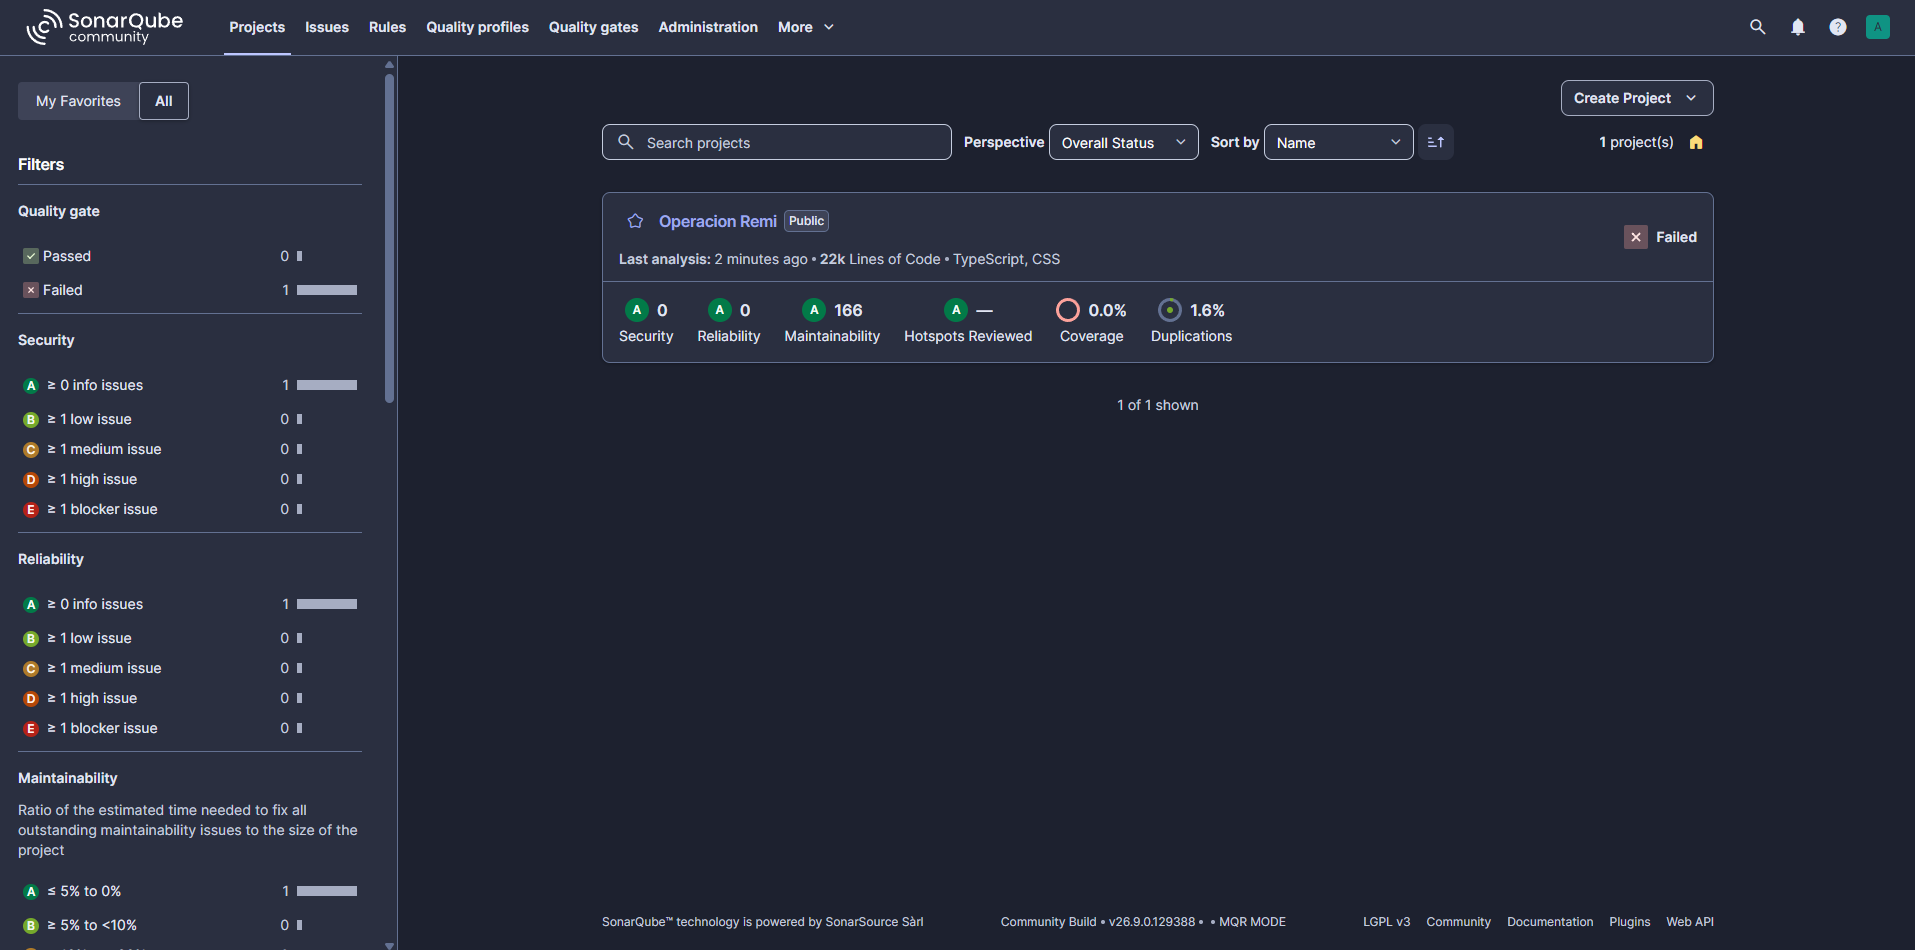 SonarQube
community
Projects Issues Rules Quality profiles Quality gates Administration More
A
My Favorites All
Create Project
Search projects Perspective Overall Status Sort by Name 1 project(s)
Filters
Quality gate
Passed 0
Failed 1
Security
A ≥ 0 info issues 1
B ≥ 1 low issue 0
C ≥ 1 medium issue 0
D ≥ 1 high issue 0
E ≥ 1 blocker issue 0
Reliability
A ≥ 0 info issues 1
B ≥ 1 low issue 0
C ≥ 1 medium issue 0
D ≥ 1 high issue 0
E ≥ 1 blocker issue 0
Maintainability
Ratio of the estimated time needed to fix all
outstanding maintainability issues to the size of the
project
A ≤ 5% to 0% 1
B ≥ 5% to <10% 0
Operacion Remi Public
Failed
Last analysis: 2 minutes ago • 22k Lines of Code • TypeScript, CSS
A 0 A 0 A 166 A — 0.0% 1.6%
Security Reliability Maintainability Hotspots Reviewed Coverage Duplications
1 of 1 shown
SonarQube™ technology is powered by SonarSource Sàrl Community Build • v26.9.0.129388 • • MQR MODE LGPL v3 Community Documentation Plugins Web API